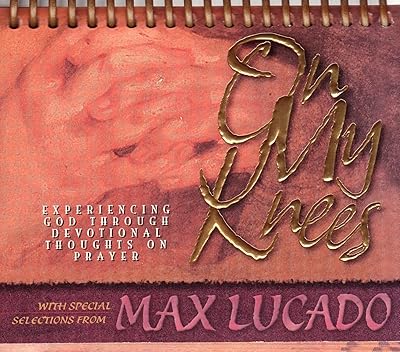 On
My
Knees
EXPERIENCING
GOD THROUGH
DEVOTIONAL
THOUGHTS ON
PRAYER
WITH SPECIAL
SELECTIONS FROM
MAX LUCADO